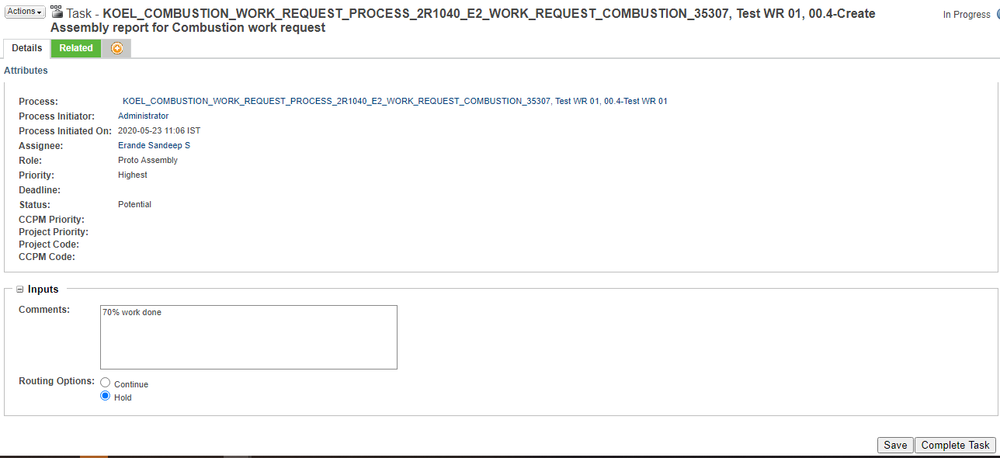 Actions
Task - KOEL_COMBUSTION_WORK_REQUEST_PROCESS_2R1040_E2_WORK_REQUEST_COMBUSTION_35307, Test WR 01, 00.4-Create
Assembly report for Combustion work request
In Progress
Details Related
Attributes
Process: KOEL_COMBUSTION_WORK_REQUEST_PROCESS_2R1040_E2_WORK_REQUEST_COMBUSTION_35307, Test WR 01, 00.4-Test WR 01
Process Initiator: Administrator
Process Initiated On: 2020-05-23 11:06 IST
Assignee: Erande Sandeep S
Role: Proto Assembly
Priority: Highest
Deadline:
Status: Potential
CCPM Priority:
Project Priority:
Project Code:
CCPM Code:
Inputs
Comments: 70% work done
Routing Options: Continue
Hold
Save Complete Task